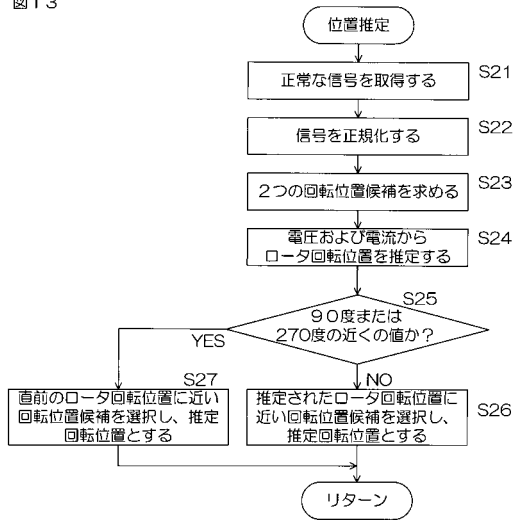 図13
位置推定
正常な信号を取得する
S21
信号を正規化する
S22
2つの回転位置候補を求める
S23
電圧および電流から
ロータ回転位置を推定する
S24
S25
90度または
270度の近くの値か?
YES
NO
S27
直前のロータ回転位置に近い
回転位置候補を選択し、推定
回転位置とする
推定されたロータ回転位置に
近い回転位置候補を選択し、
推定回転位置とする
S26
リターン